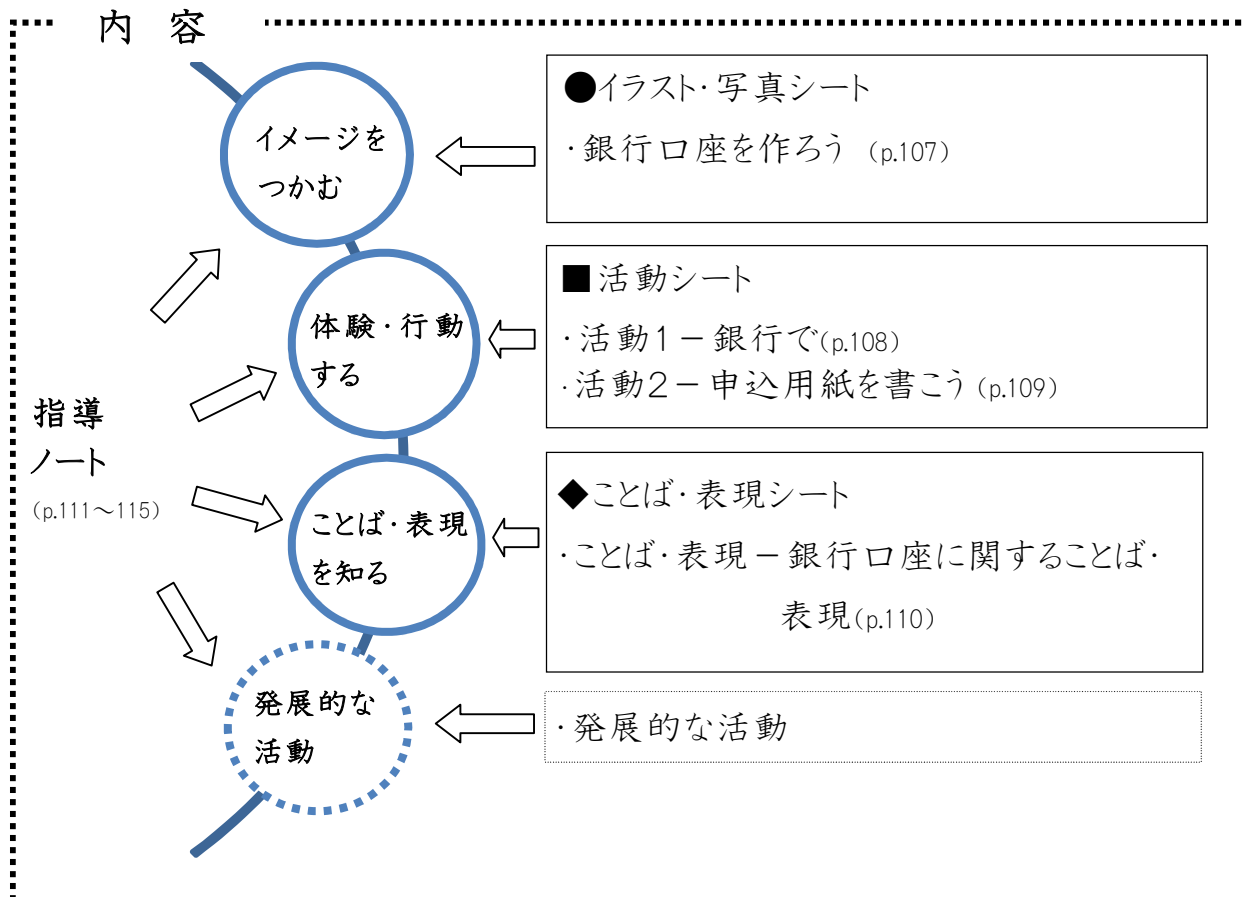 内 容
イメージを
つかむ
●イラスト・写真シート
・銀行口座を作ろう (p.107)
体験・行動
する
■活動シート
・活動1－銀行で(p.108)
・活動2－申込用紙を書こう(p.109)
指導
ノート
(p.111～115)
ことば・表現
を知る
◆ことば・表現シート
・ことば・表現－銀行口座に関することば・
表現(p.110)
発展的な
活動
・発展的な活動